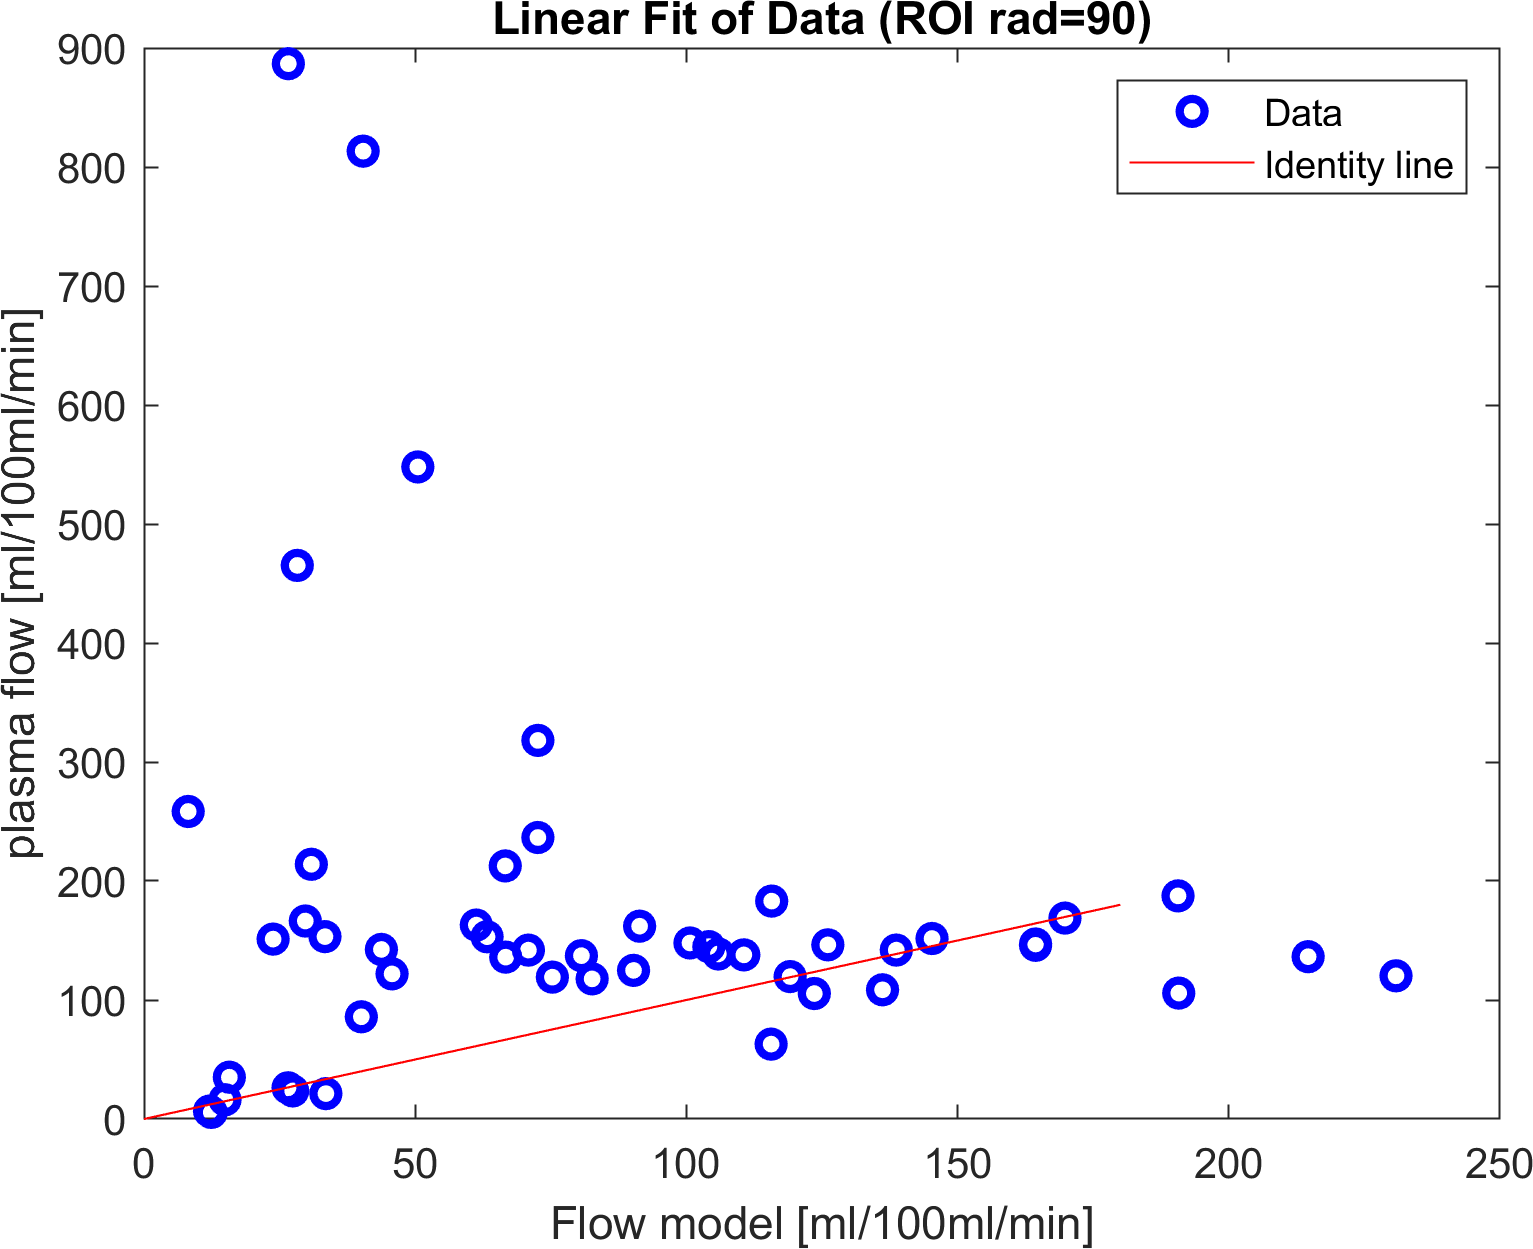 Linear Fit of Data (ROI rad=90)
900
800
700
600
500
400
300
200
100
0
plasma flow [ml/100ml/min]
Data
Identity line
0 50 100 150 200 250
Flow model [ml/100ml/min]